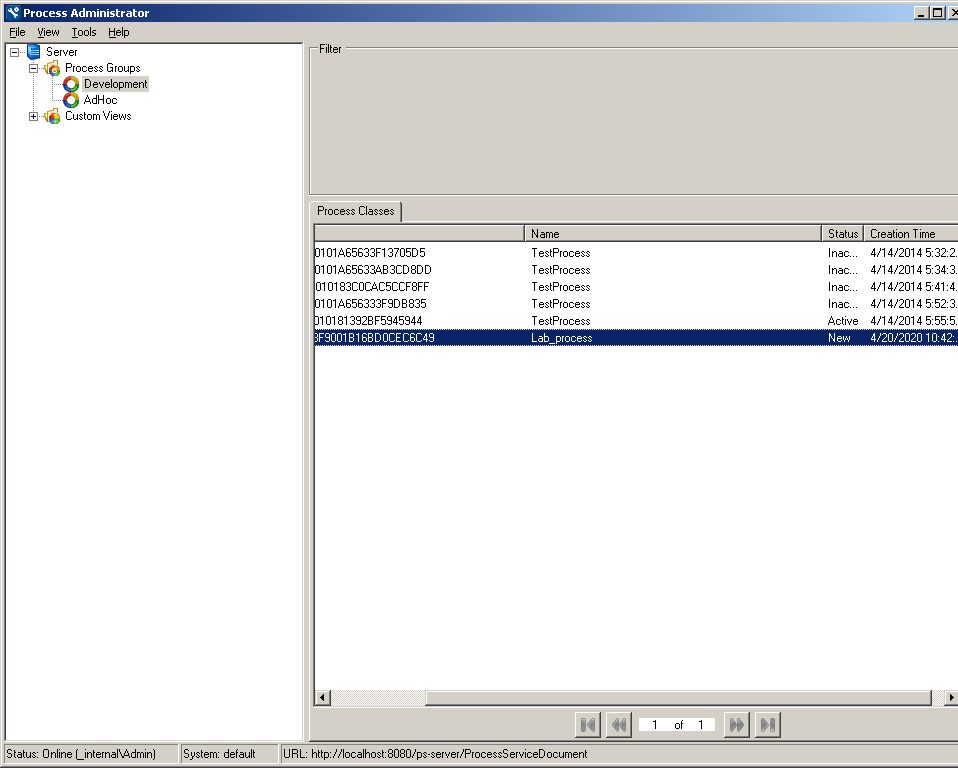 Process Administrator
File View Tools Help
Server
Process Groups
Development
AdHoc
Custom Views
Filter
Process Classes
Name Status Creation Time
0101A65633F13705D5 TestProcess Inac... 4/14/2014 5:32:2...
0101A65633AB3CD8DD TestProcess Inac... 4/14/2014 5:34:3...
010183C0CAC5CCF8FF TestProcess Inac... 4/14/2014 5:41:4...
0101A656333F9DB835 TestProcess Inac... 4/14/2014 5:52:3...
010181392BF5945944 TestProcess Active 4/14/2014 5:55:5...
3F9001B16BD0CEC6C49 Lab_process New 4/20/2020 10:42:...
1 of 1
Status: Online (_internal\Admin) System: default URL: http://localhost:8080/ps-server/ProcessServiceDocument